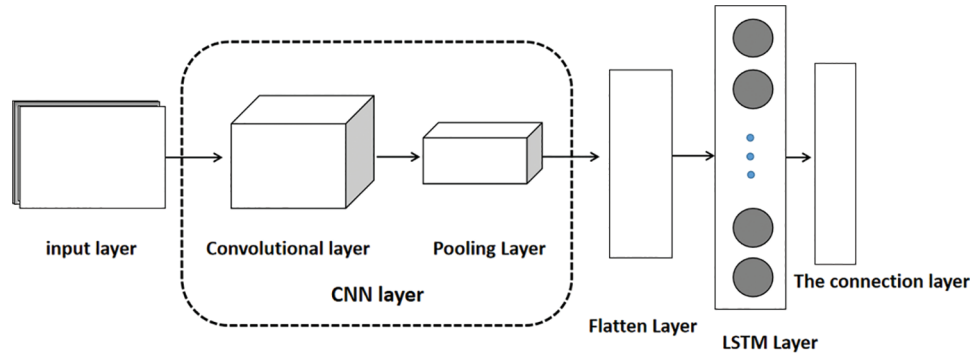 input layer
Convolutional layer
Pooling Layer
CNN layer
Flatten Layer
LSTM Layer
The connection layer